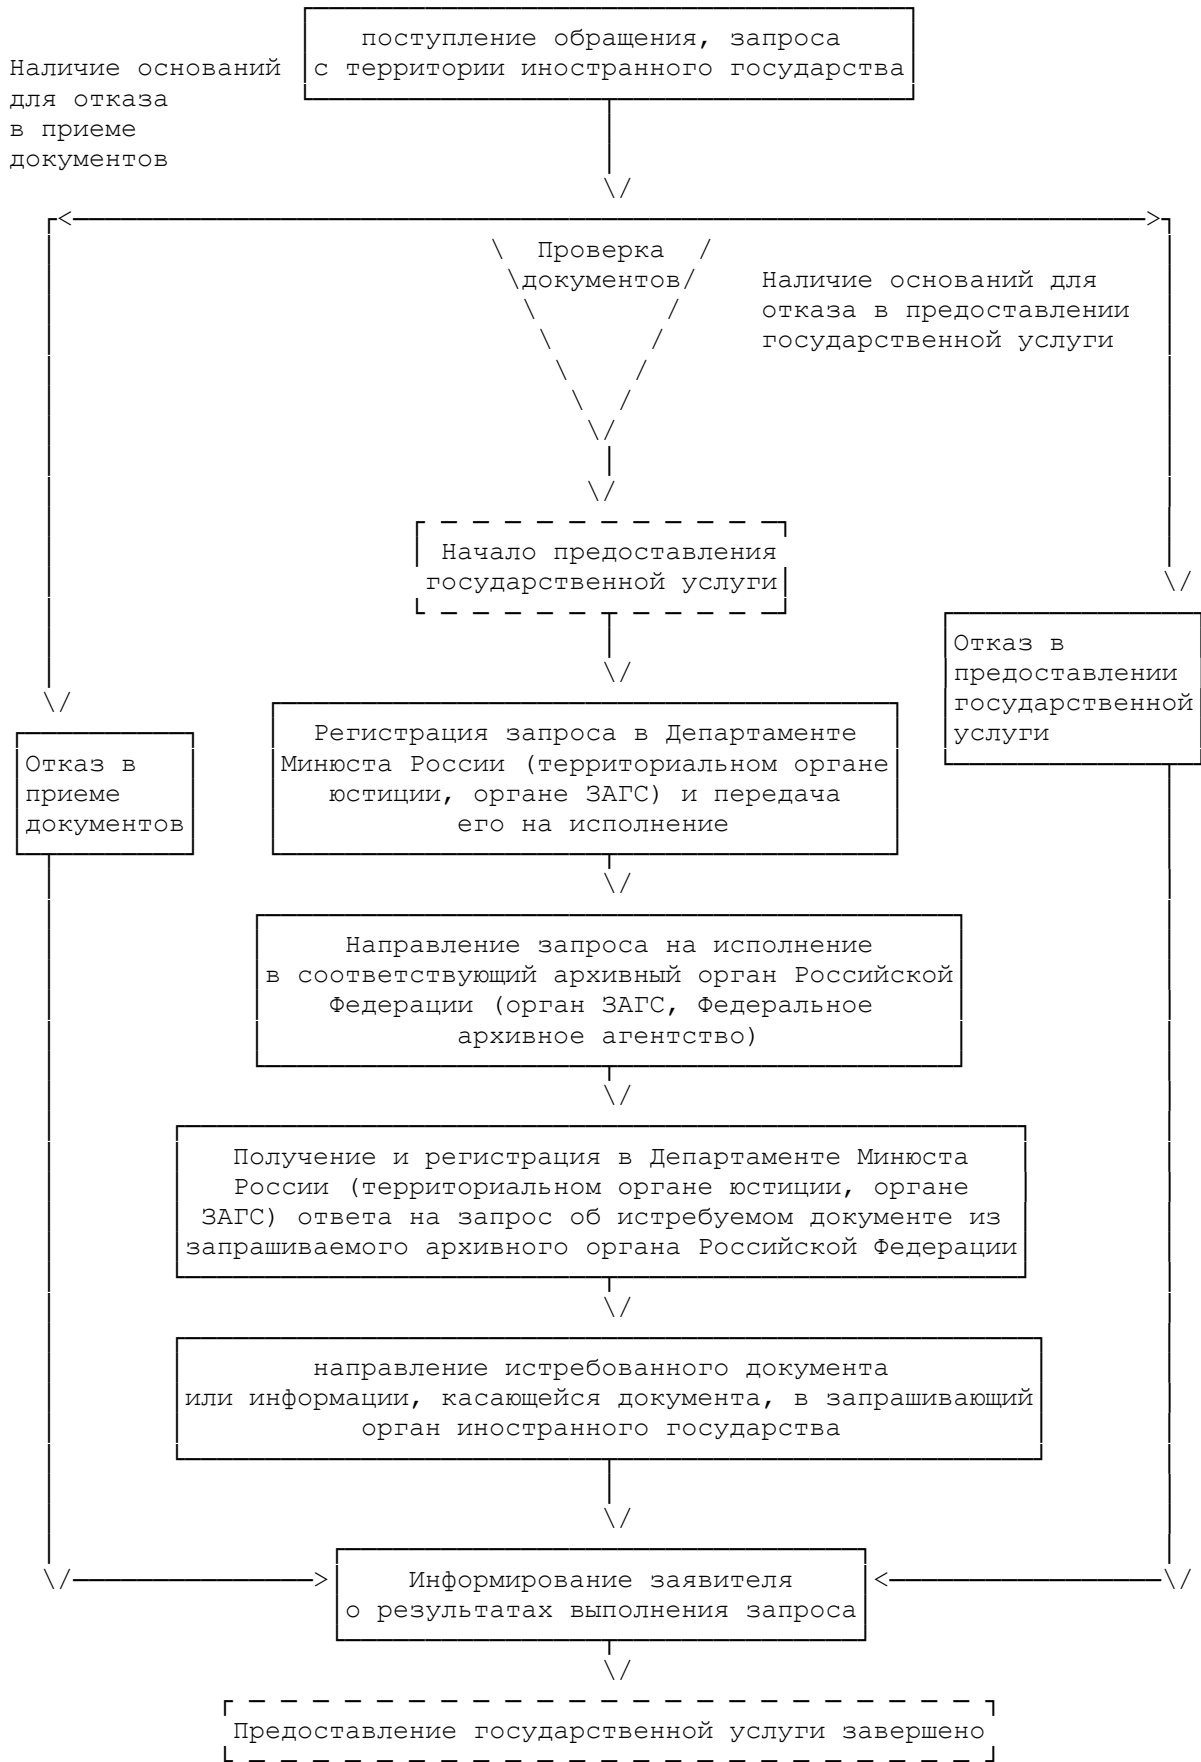 поступление обращения, запроса
с территории иностранного государства
Наличие оснований
для отказа
в приеме
документов
Проверка
документов
Наличие оснований для
отказа в предоставлении
государственной услуги
Начало предоставления
государственной услуги
Отказ в
предоставлении
государственной
услуги
Отказ в
приеме
документов
Регистрация запроса в Департаменте
Минюста России (территориальном органе
юстиции, органе ЗАГС) и передача
его на исполнение
Направление запроса на исполнение
в соответствующий архивный орган Российской
Федерации (орган ЗАГС, Федеральное
архивное агентство)
Получение и регистрация в Департаменте Минюста
России (территориальном органе юстиции, органе
ЗАГС) ответа на запрос об истребуемом документе из
запрашиваемого архивного органа Российской Федерации
направление истребованного документа
или информации, касающейся документа, в запрашивающий
орган иностранного государства
Информирование заявителя
о результатах выполнения запроса
Предоставление государственной услуги завершено